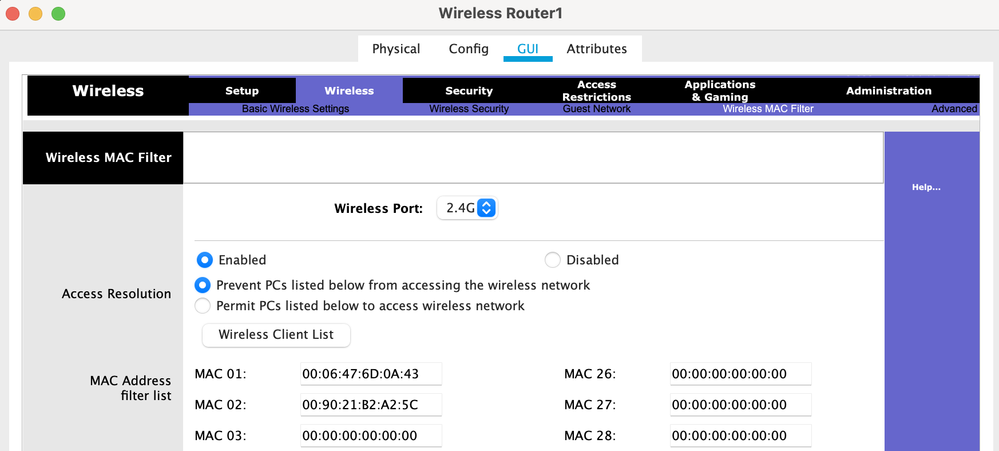 Wireless Router1
Physical Config GUI Attributes
Wireless Setup Wireless Security Access Restrictions Applications & Gaming Administration
Basic Wireless Settings Wireless Security Guest Network Wireless MAC Filter Advanced
Wireless MAC Filter
Help...
Wireless Port: 2.4G
Enabled Disabled
Access Resolution
Prevent PCs listed below from accessing the wireless network
Permit PCs listed below to access wireless network
Wireless Client List
MAC Address
filter list
MAC 01: 00:06:47:6D:0A:43 MAC 26: 00:00:00:00:00:00
MAC 02: 00:90:21:B2:A2:5C MAC 27: 00:00:00:00:00:00
MAC 03: 00:00:00:00:00:00 MAC 28: 00:00:00:00:00:00